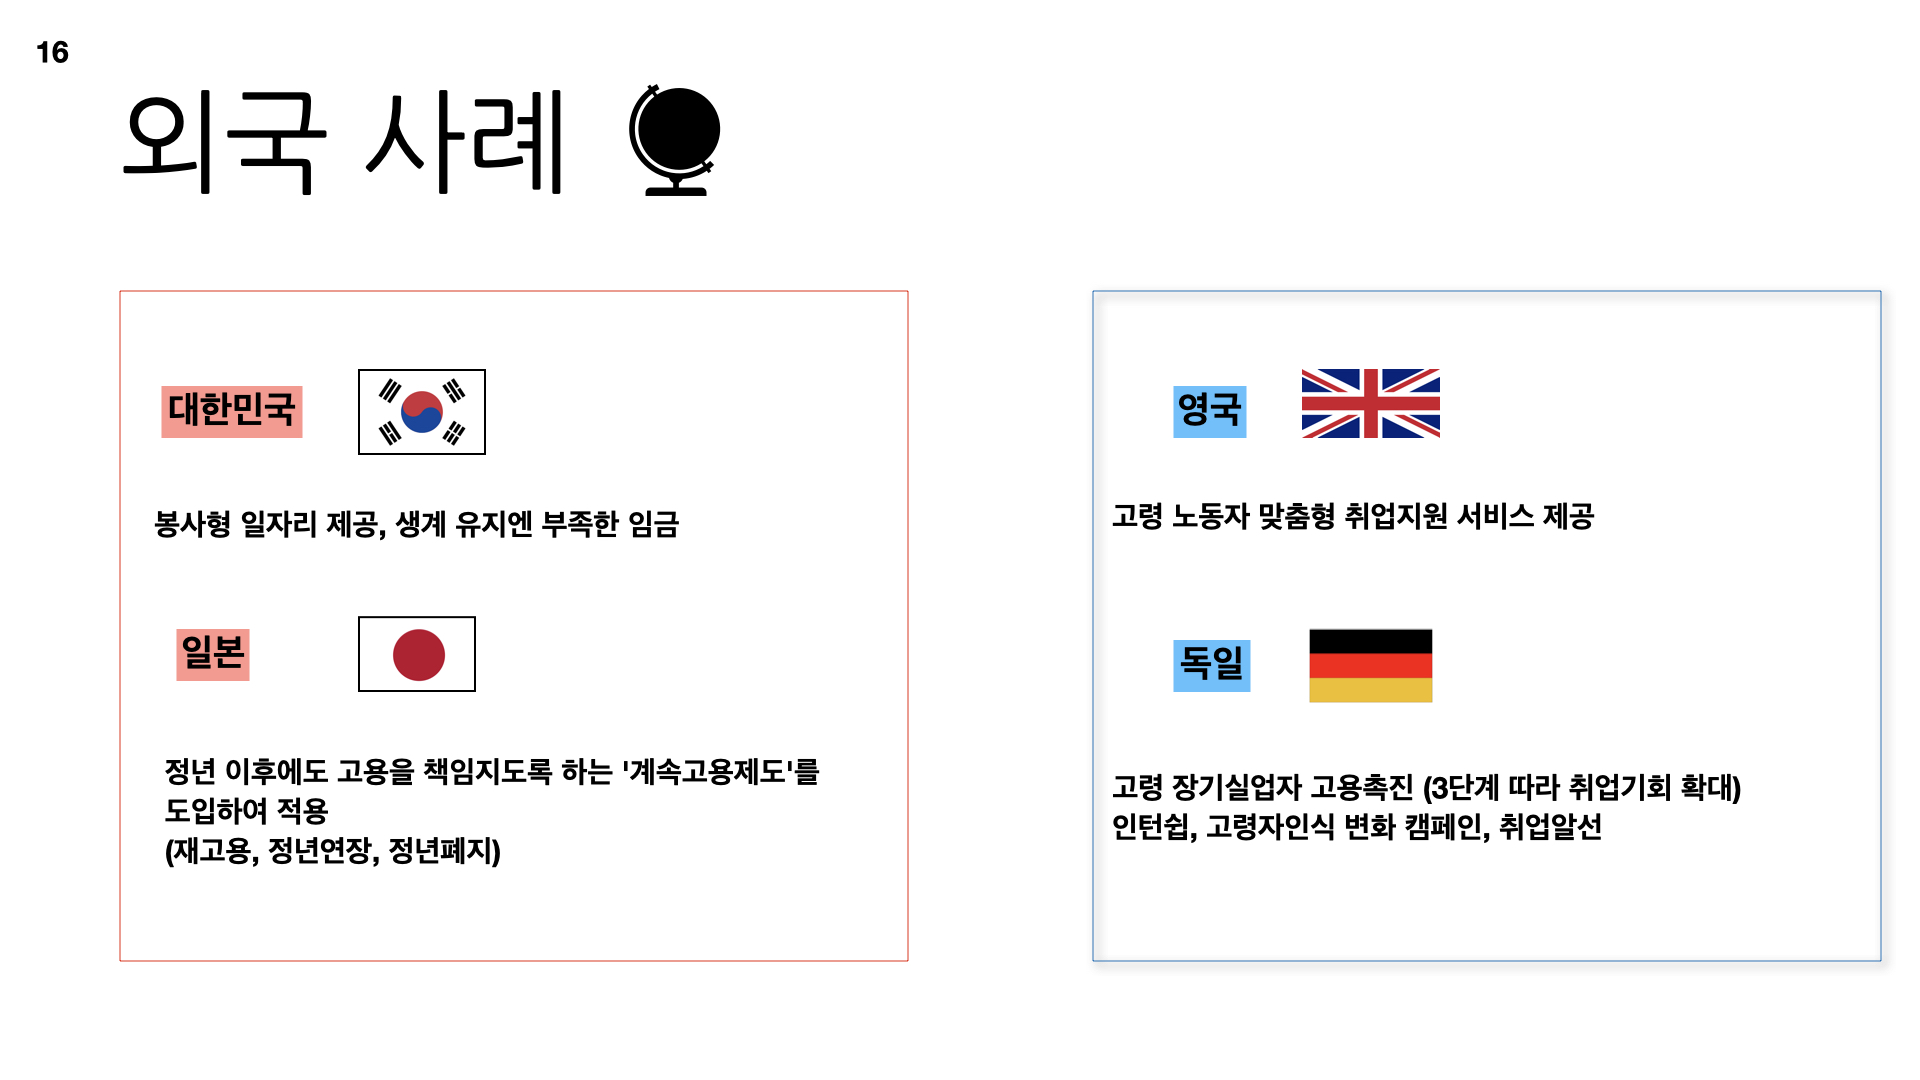 16
외국 사례
대한민국
봉사형 일자리 제공, 생계 유지엔 부족한 임금
일본
정년 이후에도 고용을 책임지도록 하는 '계속고용제도'를
도입하여 적용
(재고용, 정년연장, 정년폐지)
영국
고령 노동자 맞춤형 취업지원 서비스 제공
독일
고령 장기실업자 고용촉진 (3단계 따라 취업기회 확대)
인턴쉽, 고령자인식 변화 캠페인, 취업알선